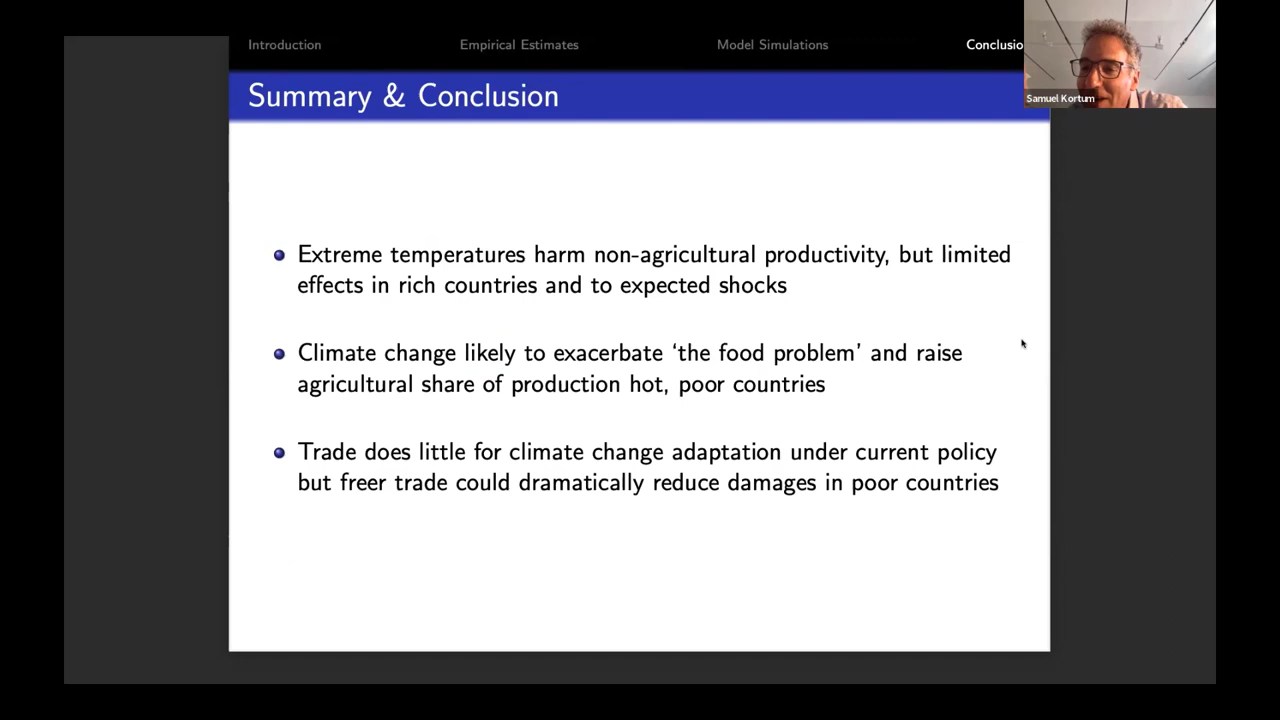 Introduction
Empirical Estimates
Model Simulations
Conclusio
Summary & Conclusion
Samuel Kortum
Extreme temperatures harm non-agricultural productivity, but limited
effects in rich countries and to expected shocks
Climate change likely to exacerbate ‘the food problem’ and raise
agricultural share of production hot, poor countries
Trade does little for climate change adaptation under current policy
but freer trade could dramatically reduce damages in poor countries